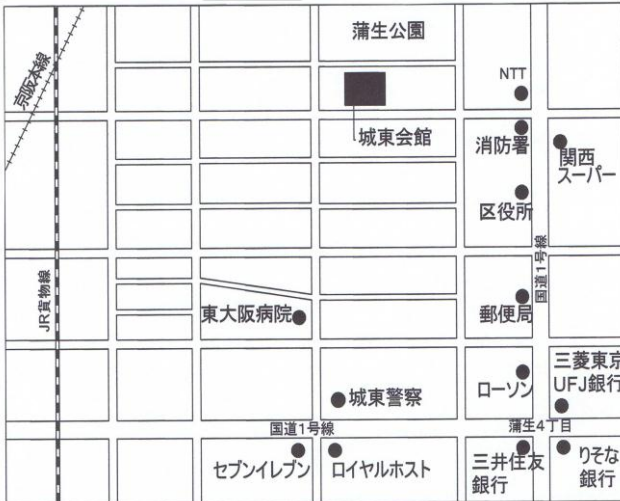 蒲生公園
京阪本線
NTT
城東会館
消防署
関西
スーパー
区役所
国道1号線
JR貨物線
東大阪病院
郵便局
三菱東京
UFJ銀行
ローソン
城東警察
国道1号線
蒲生4丁目
セブンイレブン
ロイヤルホスト
三井住友
銀行
りそな
銀行